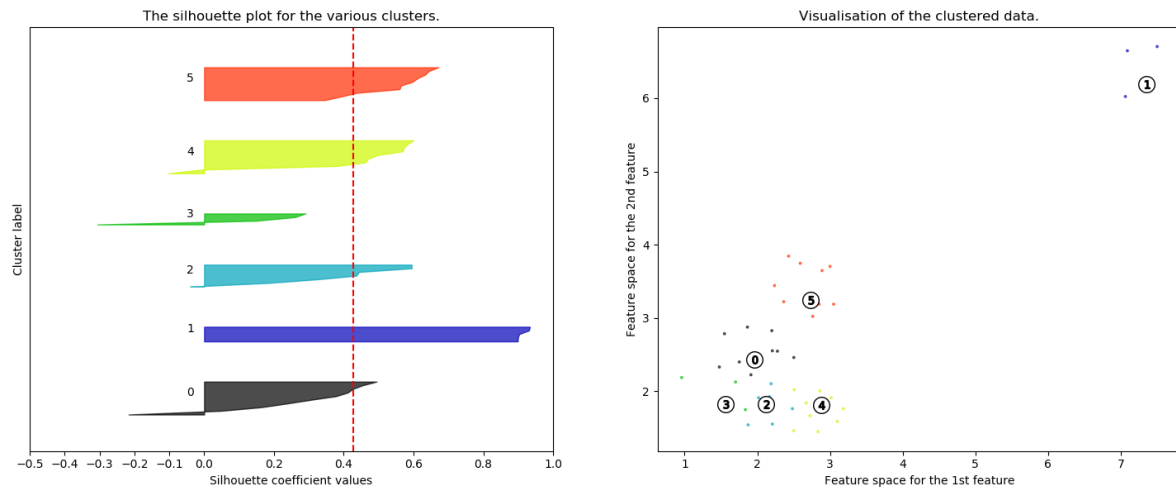 The silhouette plot for the various clusters.
Cluster label
5
4
3
2
1
0
−0.5 −0.4 −0.3 −0.2 −0.1 0.0 0.2 0.4 0.6 0.8 1.0
Silhouette coefficient values
Visualisation of the clustered data.
Feature space for the 2nd feature
6
5
4
3
2
1
5
0
3 2 4
1 2 3 4 5 6 7
Feature space for the 1st feature